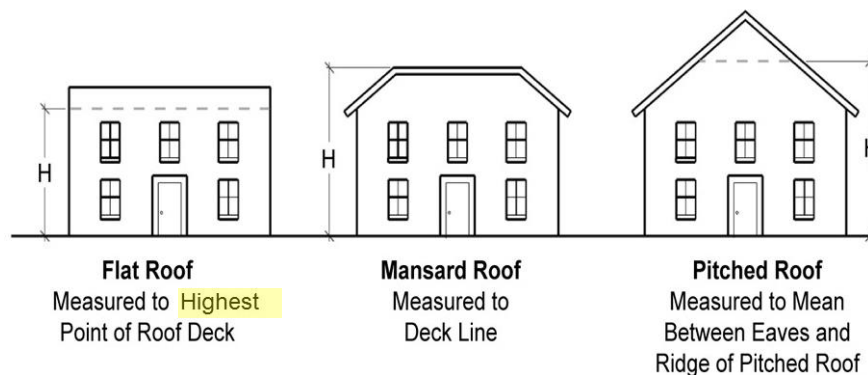 H
H
H
Flat Roof
Measured to Highest
Point of Roof Deck
Mansard Roof
Measured to
Deck Line
Pitched Roof
Measured to Mean
Between Eaves and
Ridge of Pitched Roof